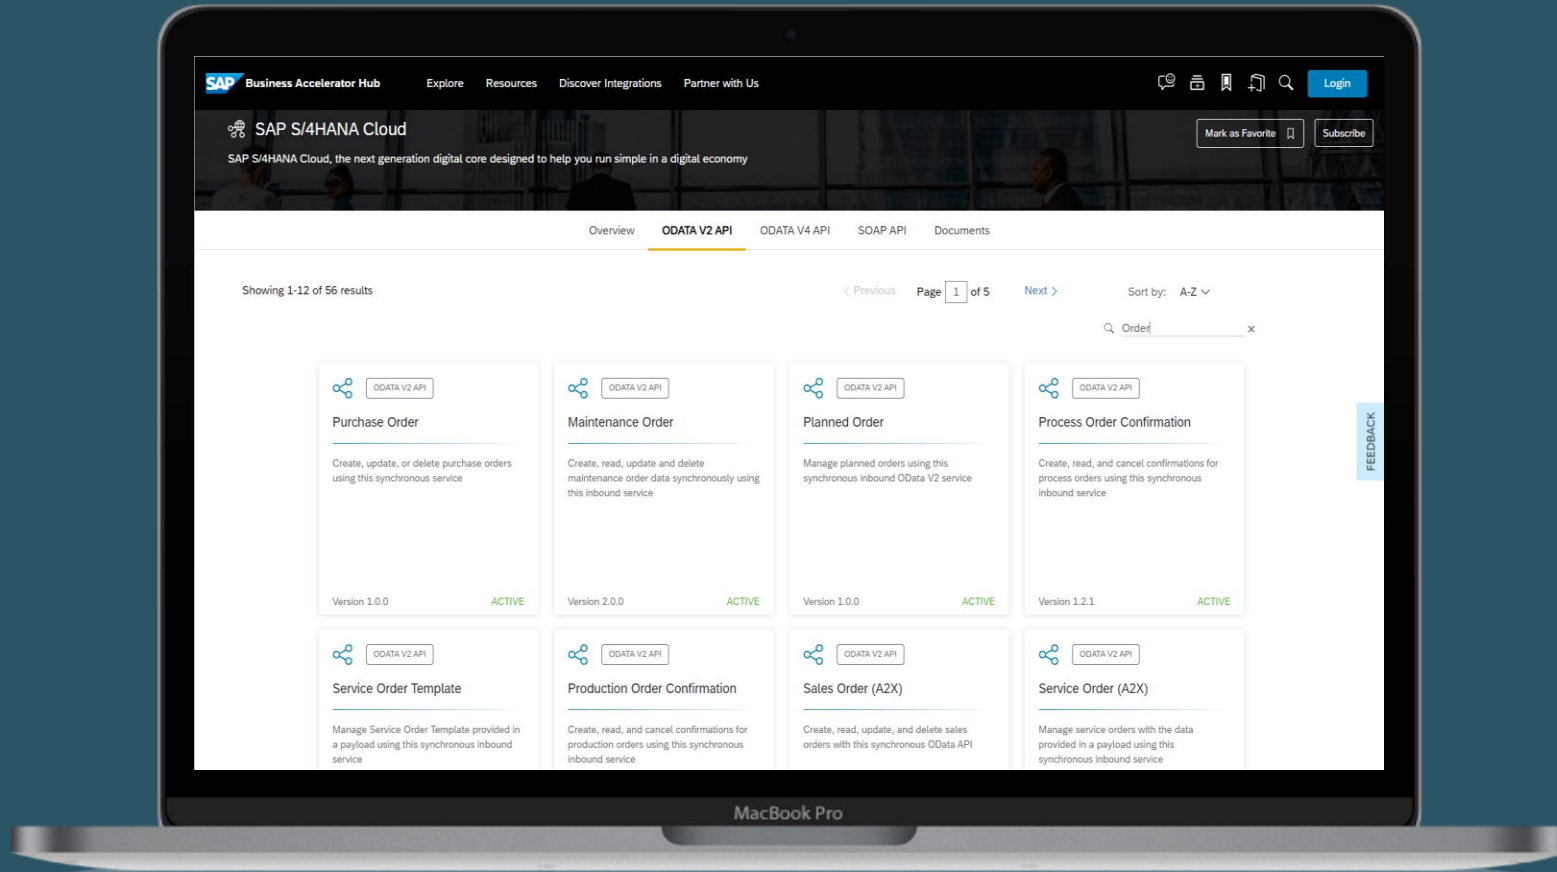 SAP Business Accelerator Hub Explore Resources Discover Integrations Partner with Us Login
SAP S/4HANA Cloud
Mark as Favorite Subscribe
SAP S/4HANA Cloud, the next generation digital core designed to help you run simple in a digital economy
Overview ODATA V2 API ODATA V4 API SOAP API Documents
Showing 1-12 of 56 results
< Previous Page 1 of 5 Next > Sort by: A-Z
Order ×
ODATA V2 API
Purchase Order
Create, update, or delete purchase orders
using this synchronous service
Version 1.0.0 ACTIVE
ODATA V2 API
Maintenance Order
Create, read, update and delete
maintenance order data synchronously using
this inbound service
Version 2.0.0 ACTIVE
ODATA V2 API
Planned Order
Manage planned orders using this
synchronous inbound OData V2 service
Version 1.0.0 ACTIVE
ODATA V2 API
Process Order Confirmation
Create, read, and cancel confirmations for
process orders using this synchronous
inbound service
Version 1.2.1 ACTIVE
FEEDBACK
ODATA V2 API
Service Order Template
Manage Service Order Template provided in
a payload using this synchronous inbound
service
ODATA V2 API
Production Order Confirmation
Create, read, and cancel confirmations for
production orders using this synchronous
inbound service
ODATA V2 API
Sales Order (A2X)
Create, read, update, and delete sales
orders with this synchronous OData API
ODATA V2 API
Service Order (A2X)
Manage service orders with the data
provided in a payload using this
synchronous inbound service
MacBook Pro